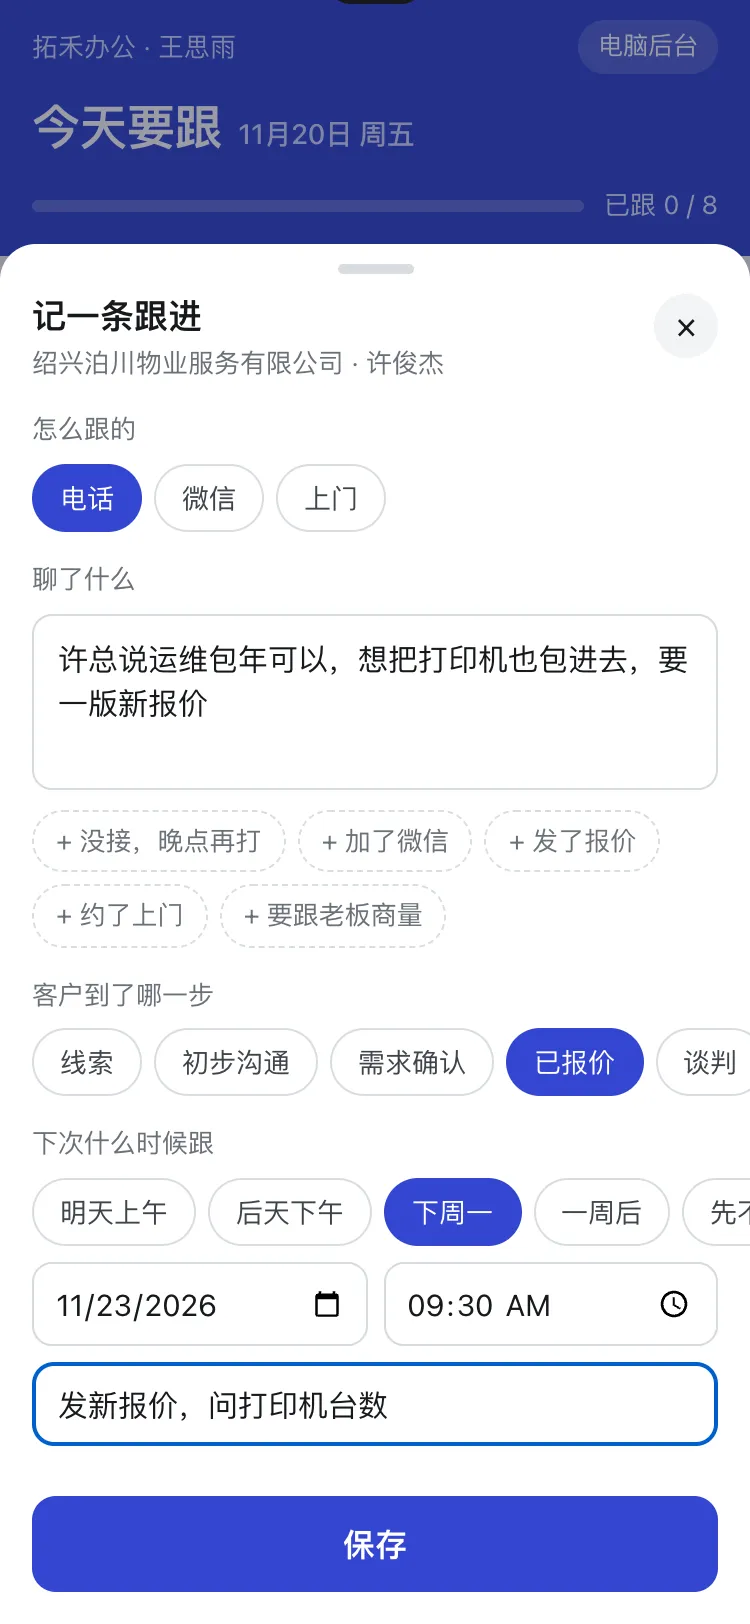 拓禾办公 · 王思雨
电脑后台
今天要跟 11月20日 周五
已跟 0 / 8
记一条跟进
×
绍兴泊川物业服务有限公司 · 许俊杰
怎么跟的
电话 微信 上门
聊了什么
许总说运维包年可以，想把打印机也包进去，要
一版新报价
+ 没接，晚点再打 + 加了微信 + 发了报价
+ 约了上门 + 要跟老板商量
客户到了哪一步
线索 初步沟通 需求确认 已报价 谈判
下次什么时候跟
明天上午 后天下午 下周一 一周后 先不
11/23/2026 09:30 AM
发新报价，问打印机台数
保存